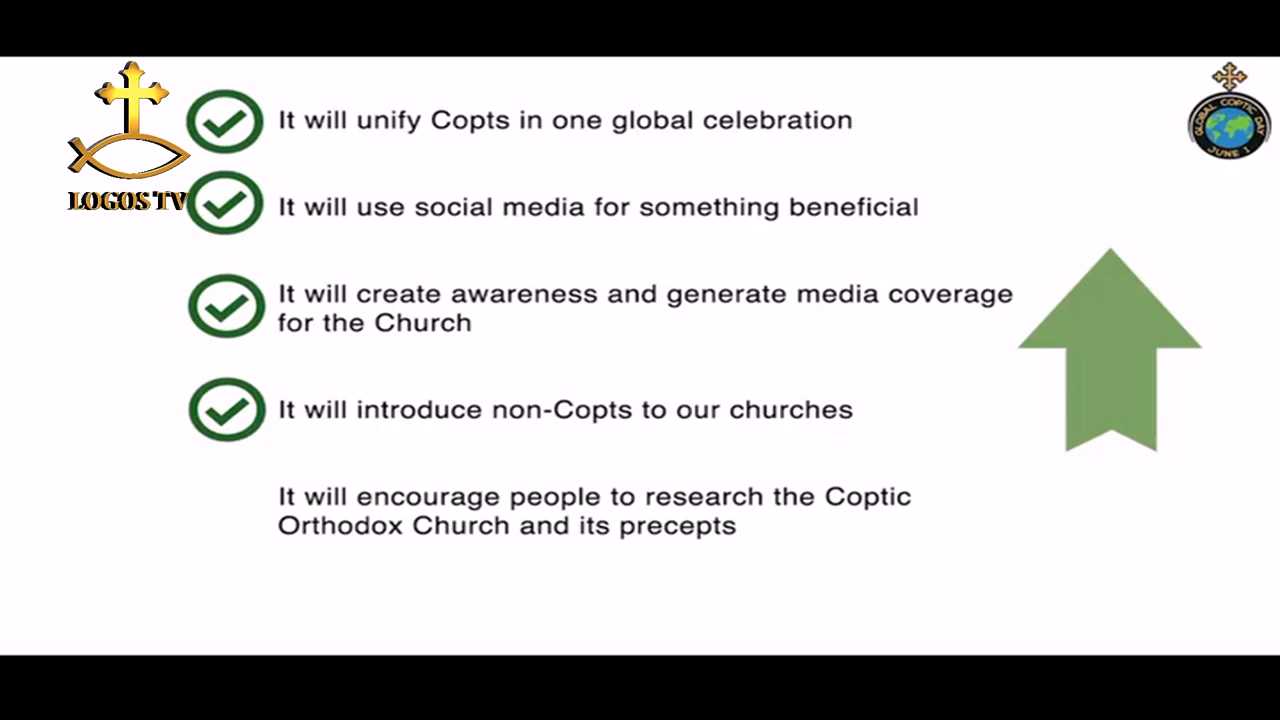 It will unify Copts in one global celebration
LOGOS TV
It will use social media for something beneficial
It will create awareness and generate media coverage
for the Church
It will introduce non-Copts to our churches
It will encourage people to research the Coptic
Orthodox Church and its precepts
GLOBAL COPTIC DAY
JUNE 1